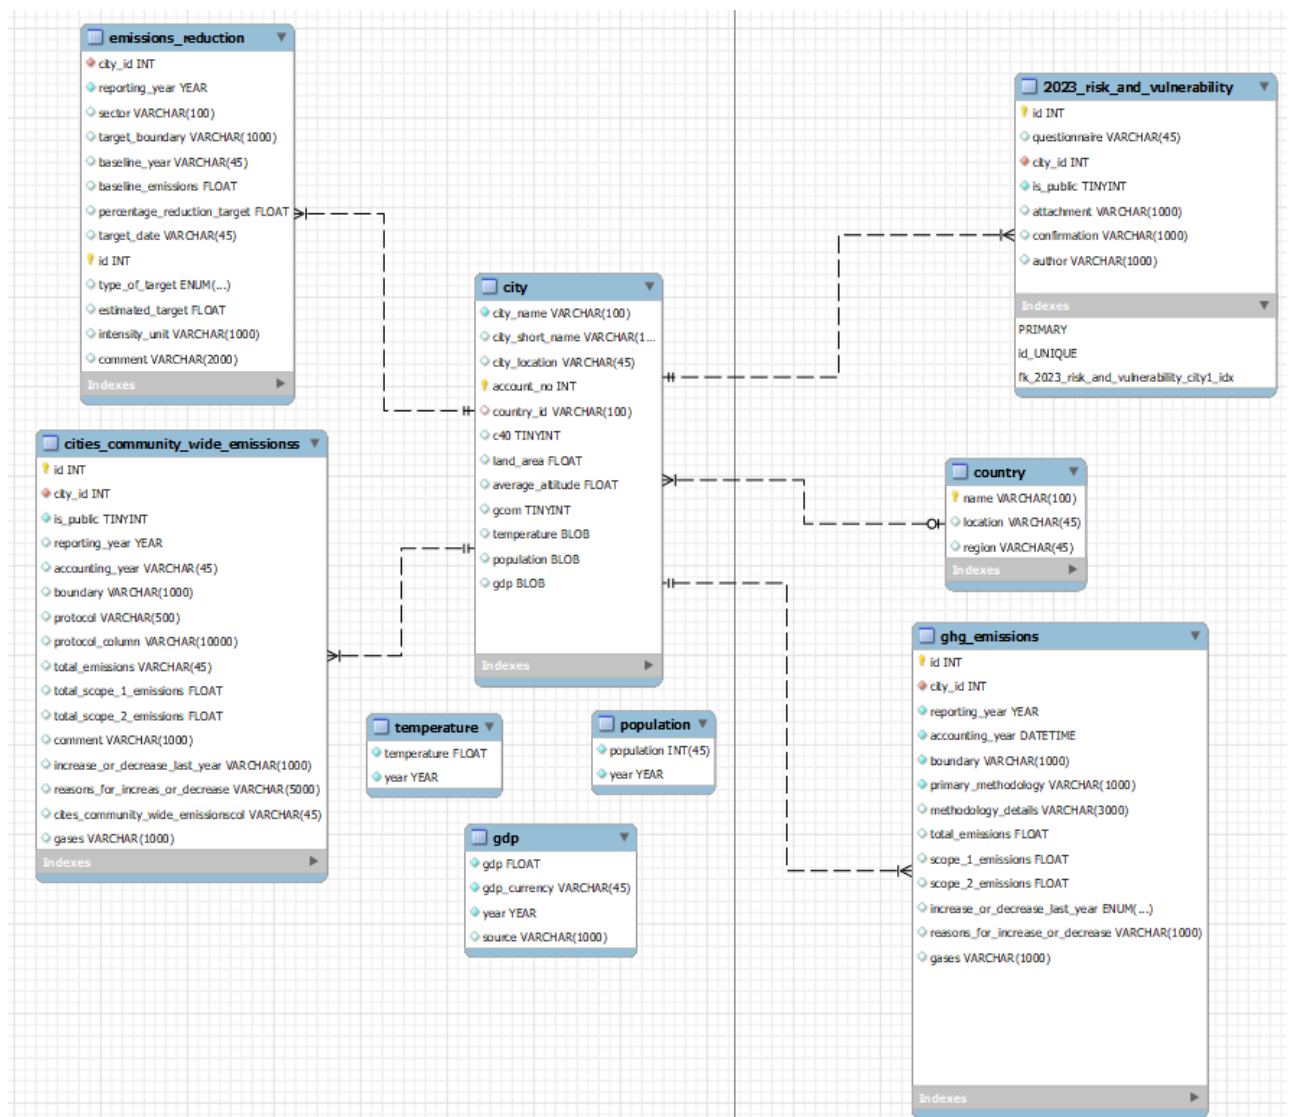 emissions_reduction
city_id INT
reporting_year YEAR
sector VARCHAR(100)
target_boundary VARCHAR(1000)
baseline_year VARCHAR(45)
baseline_emissions FLOAT
percentage_reduction_target FLOAT
target_date VARCHAR(45)
id INT
type_of_target ENUM(...)
estimated_target FLOAT
intensity_unit VARCHAR(1000)
comment VARCHAR(2000)
Indexes
2023_risk_and_vulnerability
id INT
questionnaire VARCHAR(45)
city_id INT
is_public TINYINT
attachment VARCHAR(1000)
confirmation VARCHAR(1000)
author VARCHAR(1000)
Indexes
PRIMARY
id_UNIQUE
fk_2023_risk_and_vulnerability_city1_idx
city
city_name VARCHAR(100)
city_short_name VARCHAR(1...
city_location VARCHAR(45)
account_no INT
country_id VARCHAR(100)
c40 TINYINT
land_area FLOAT
average_altitude FLOAT
gcom TINYINT
temperature BLOB
population BLOB
gdp BLOB
Indexes
cities_community_wide_emissionss
id INT
city_id INT
is_public TINYINT
reporting_year YEAR
accounting_year VARCHAR(45)
boundary VARCHAR(1000)
protocol VARCHAR(500)
protocol_column VARCHAR(10000)
total_emissions VARCHAR(45)
total_scope_1_emissions FLOAT
total_scope_2_emissions FLOAT
comment VARCHAR(1000)
increase_or_decrease_last_year VARCHAR(1000)
reasons_for_increas_or_decrease VARCHAR(5000)
cites_community_wide_emissionscol VARCHAR(45)
gases VARCHAR(1000)
Indexes
country
name VARCHAR(100)
location VARCHAR(45)
region VARCHAR(45)
Indexes
ghg_emissions
id INT
city_id INT
reporting_year YEAR
accounting_year DATETIME
boundary VARCHAR(1000)
primary_methodology VARCHAR(1000)
methodology_details VARCHAR(3000)
total_emissions FLOAT
scope_1_emissions FLOAT
scope_2_emissions FLOAT
increase_or_decrease_last_year ENUM(...)
reasons_for_increase_or_decrease VARCHAR(1000)
gases VARCHAR(1000)
Indexes
temperature
temperature FLOAT
year YEAR
population
population INT(45)
year YEAR
gdp
gdp FLOAT
gdp_currency VARCHAR(45)
year YEAR
source VARCHAR(1000)